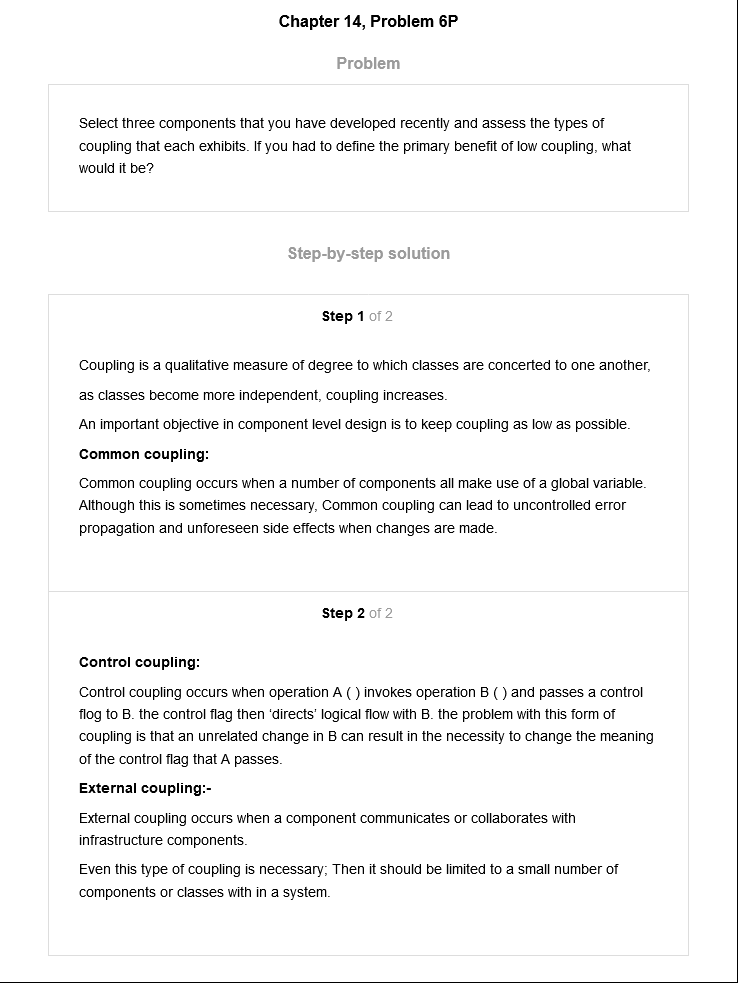 Chapter 14, Problem 6P
Problem
Select three components that you have developed recently and assess the types of
coupling that each exhibits. If you had to define the primary benefit of low coupling, what
would it be?
Step-by-step solution
Step 1 of 2
Coupling is a qualitative measure of degree to which classes are concerted to one another,
as classes become more independent, coupling increases.
An important objective in component level design is to keep coupling as low as possible.
Common coupling:
Common coupling occurs when a number of components all make use of a global variable.
Although this is sometimes necessary, Common coupling can lead to uncontrolled error
propagation and unforeseen side effects when changes are made.
Step 2 of 2
Control coupling:
Control coupling occurs when operation A ( ) invokes operation B ( ) and passes a control
flog to B. the control flag then ‘directs’ logical flow with B. the problem with this form of
coupling is that an unrelated change in B can result in the necessity to change the meaning
of the control flag that A passes.
External coupling:-
External coupling occurs when a component communicates or collaborates with
infrastructure components.
Even this type of coupling is necessary; Then it should be limited to a small number of
components or classes with in a system.